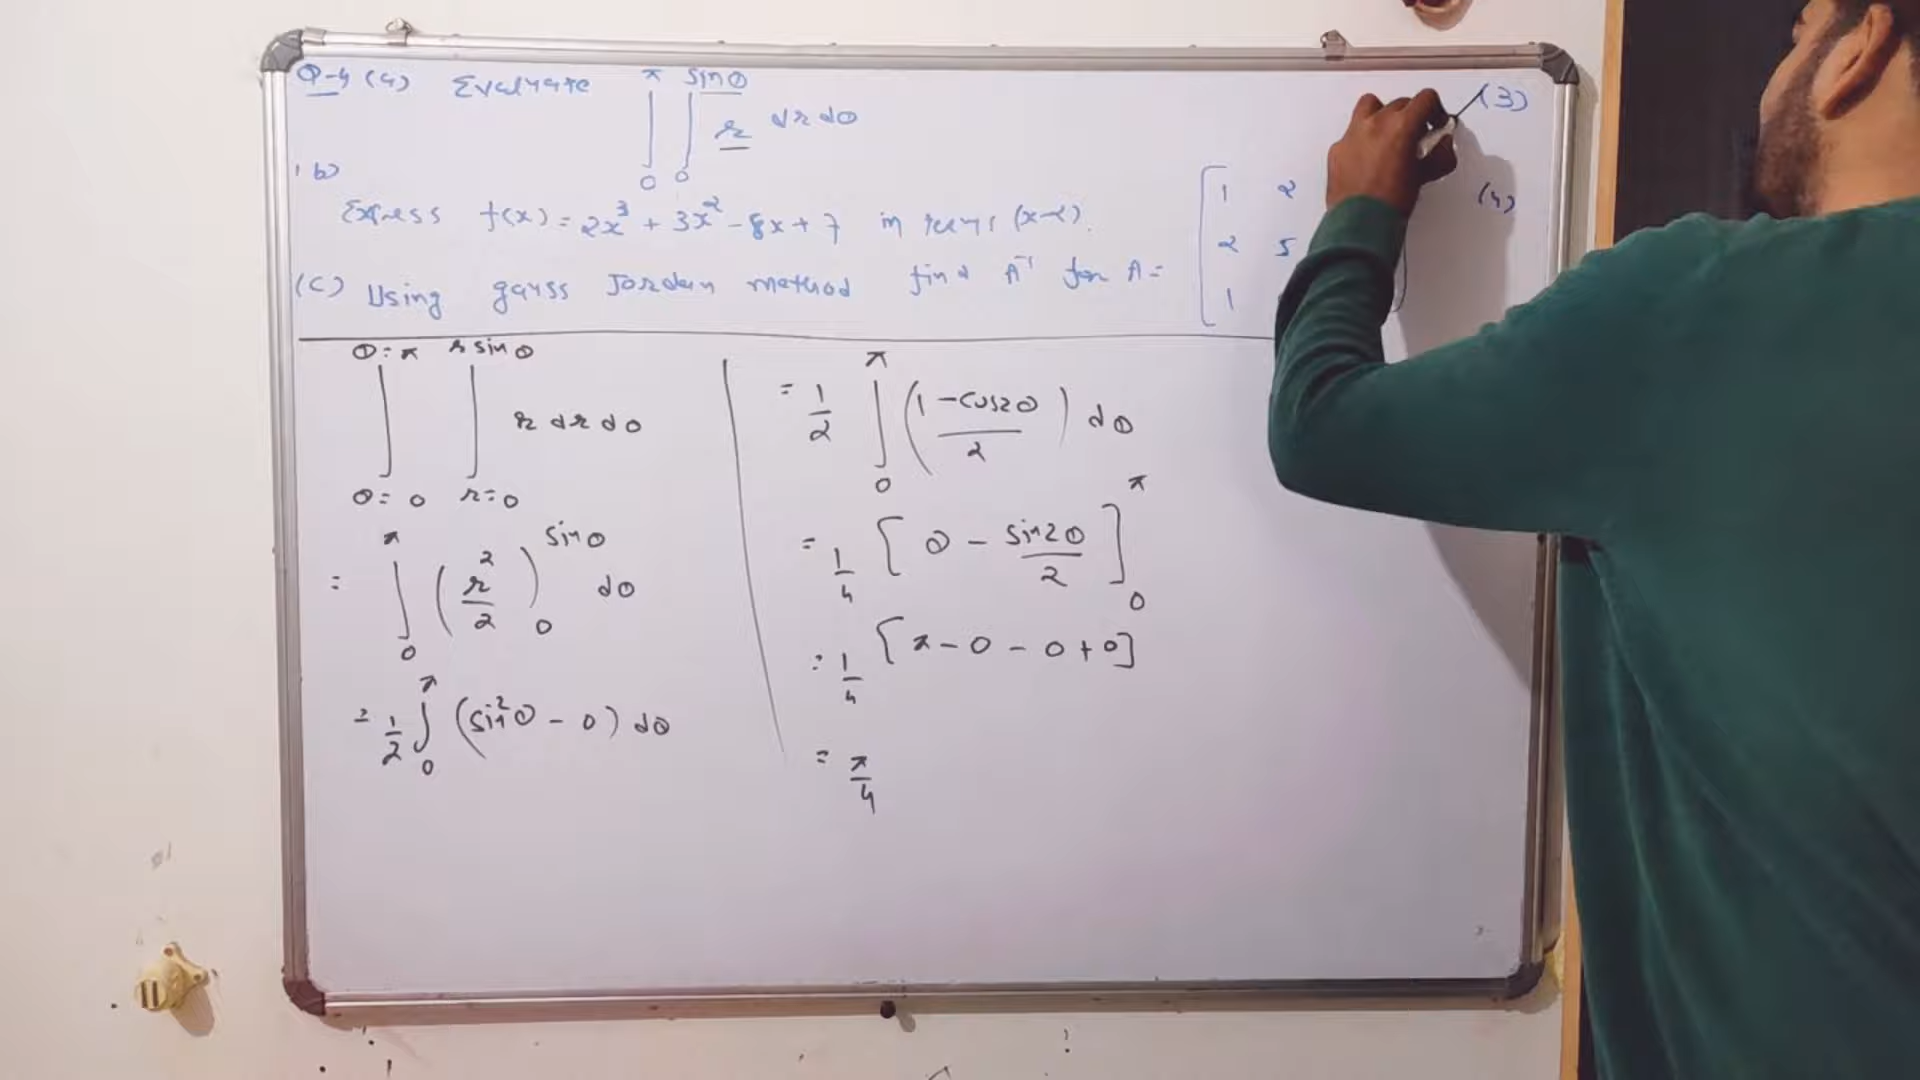 Q-4 (a) Evaluate ∫₀^π ∫₀^sinθ r dr dθ (3)
(b)
f(x) = 2x³ + 3x² - 8x + 7 in (x-2). (4)
(c) Using gauss Jordan method find A⁻¹ for A =
1 2
2 5
1
θ=π r sinθ
∫ ∫ r dr dθ
θ=0 r=0
= ∫₀^π (r²/2)₀^sinθ dθ
= 1/2 ∫₀^π (sin²θ - 0) dθ
= 1/2 ∫₀^π (1-cos2θ / 2) dθ
= 1/4 [θ - sin2θ/2]₀^π
= 1/4 [π - 0 - 0 + 0]
= π/4